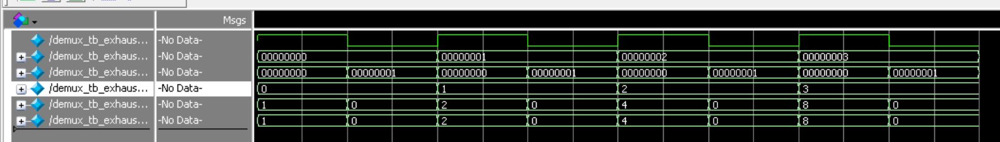 Msgs
/demux_tb_exhaus... -No Data-
/demux_tb_exhaus... -No Data- 00000000 00000001 00000002 00000003
/demux_tb_exhaus... -No Data- 00000000 00000001 00000000 00000001 00000000 00000001 00000000 00000001
/demux_tb_exhaus... -No Data- 0 1 2 3
/demux_tb_exhaus... -No Data- 1 0 2 0 4 0 8 0
/demux_tb_exhaus... -No Data- 1 0 2 0 4 0 8 0